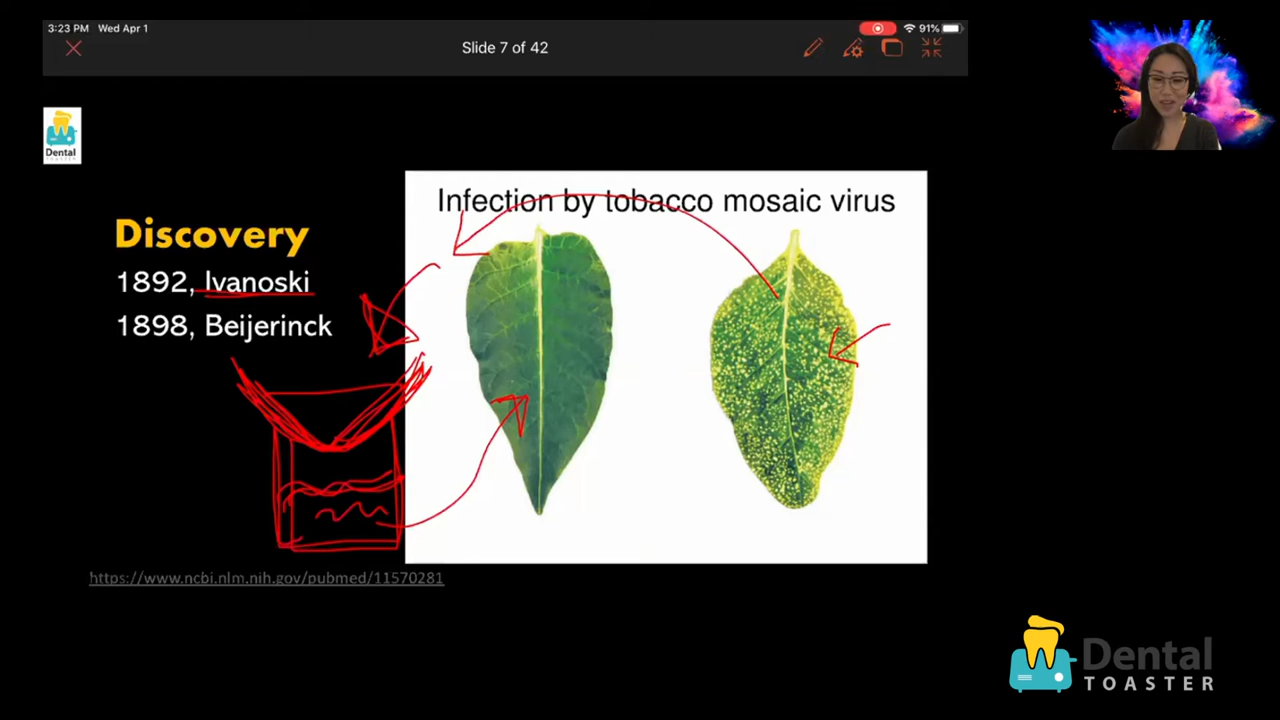 3:23 PM Wed Apr 1
91%
Slide 7 of 42
Dental
TOASTER
Infection by tobacco mosaic virus
Discovery
1892, Ivanoski
1898, Beijerinck
https://www.ncbi.nlm.nih.gov/pubmed/11570281
Dental
TOASTER